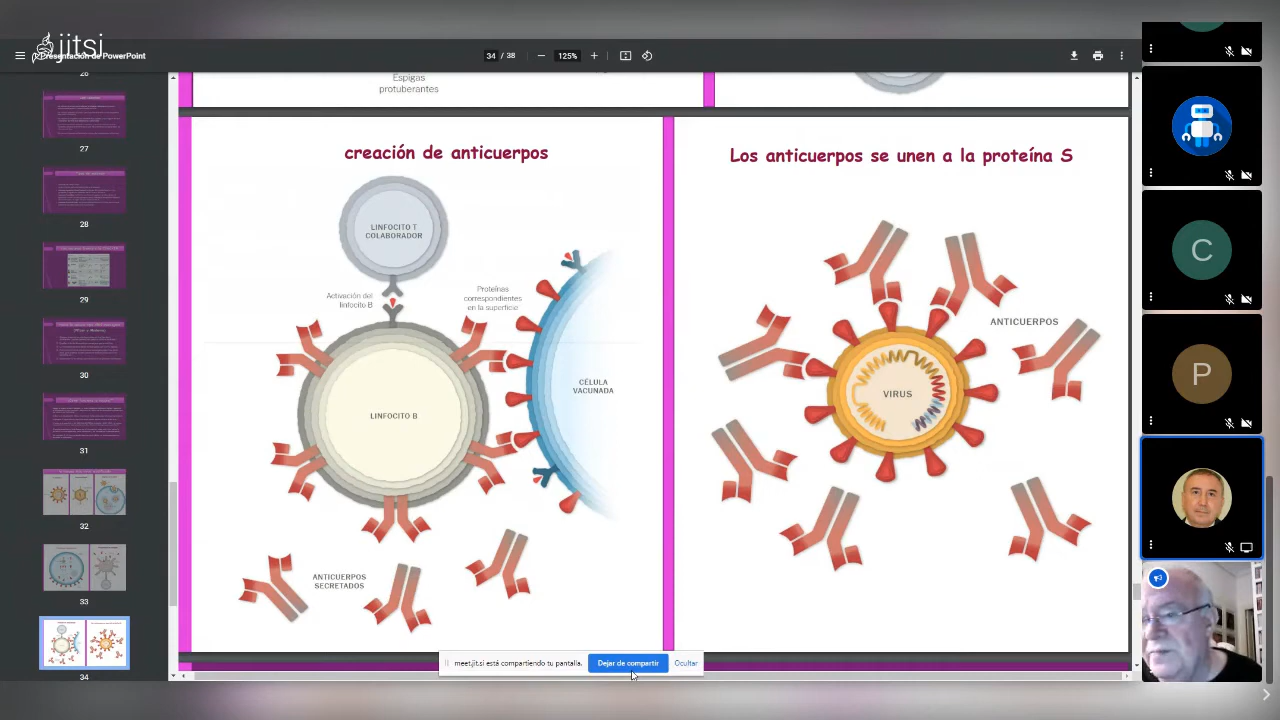 jitsi
Presentación de PowerPoint
34 / 38
125%
27
28
29
30
31
32
33
34
Espigas
protuberantes
creación de anticuerpos
LINFOCITO T
COLABORADOR
Activación del
linfocito B
Proteínas
correspondientes
en la superficie
CÉLULA
VACUNADA
LINFOCITO B
ANTICUERPOS
SECRETADOS
Los anticuerpos se unen a la proteína S
ANTICUERPOS
VIRUS
meet.jit.si está compartiendo tu pantalla.
Dejar de compartir
Ocultar
C
P